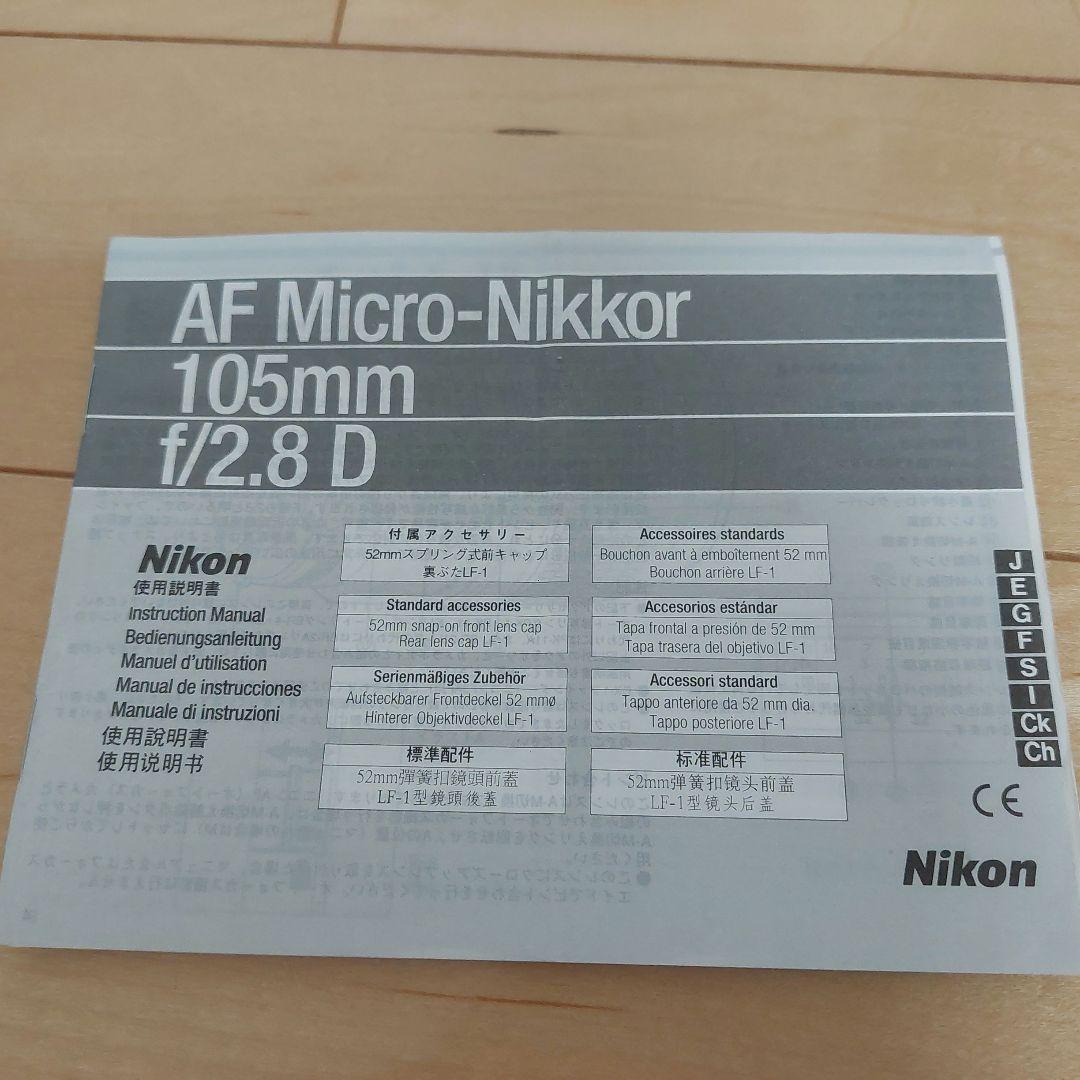 AF Micro-Nikkor
105mm
f/2.8 D
Nikon
使用説明書
Instruction Manual
Bedienungsanleitung
Manuel d'utilisation
Manual de instrucciones
Manuale di instruzioni
使用說明書
使用说明书
付属アクセサリー
52mmスプリング式前キャップ
裏ぶたLF-1
Standard accessories
52mm snap-on front lens cap
Rear lens cap LF-1
Serienmäßiges Zubehör
Aufsteckbarer Frontdeckel 52 mmø
Hinterer Objektivdeckel LF-1
標準配件
52mm彈簧扣鏡頭前蓋
LF-1型鏡頭後蓋
Accessoires standards
Bouchon avant à emboîtement 52 mm
Bouchon arrière LF-1
Accesorios estándar
Tapa frontal a presión de 52 mm
Tapa trasera del objetivo LF-1
Accessori standard
Tappo anteriore da 52 mm dia.
Tappo posteriore LF-1
标准配件
52mm弹簧扣镜头前盖
LF-1型镜头后盖
J
E
G
F
S
I
Ck
Ch
CE
Nikon